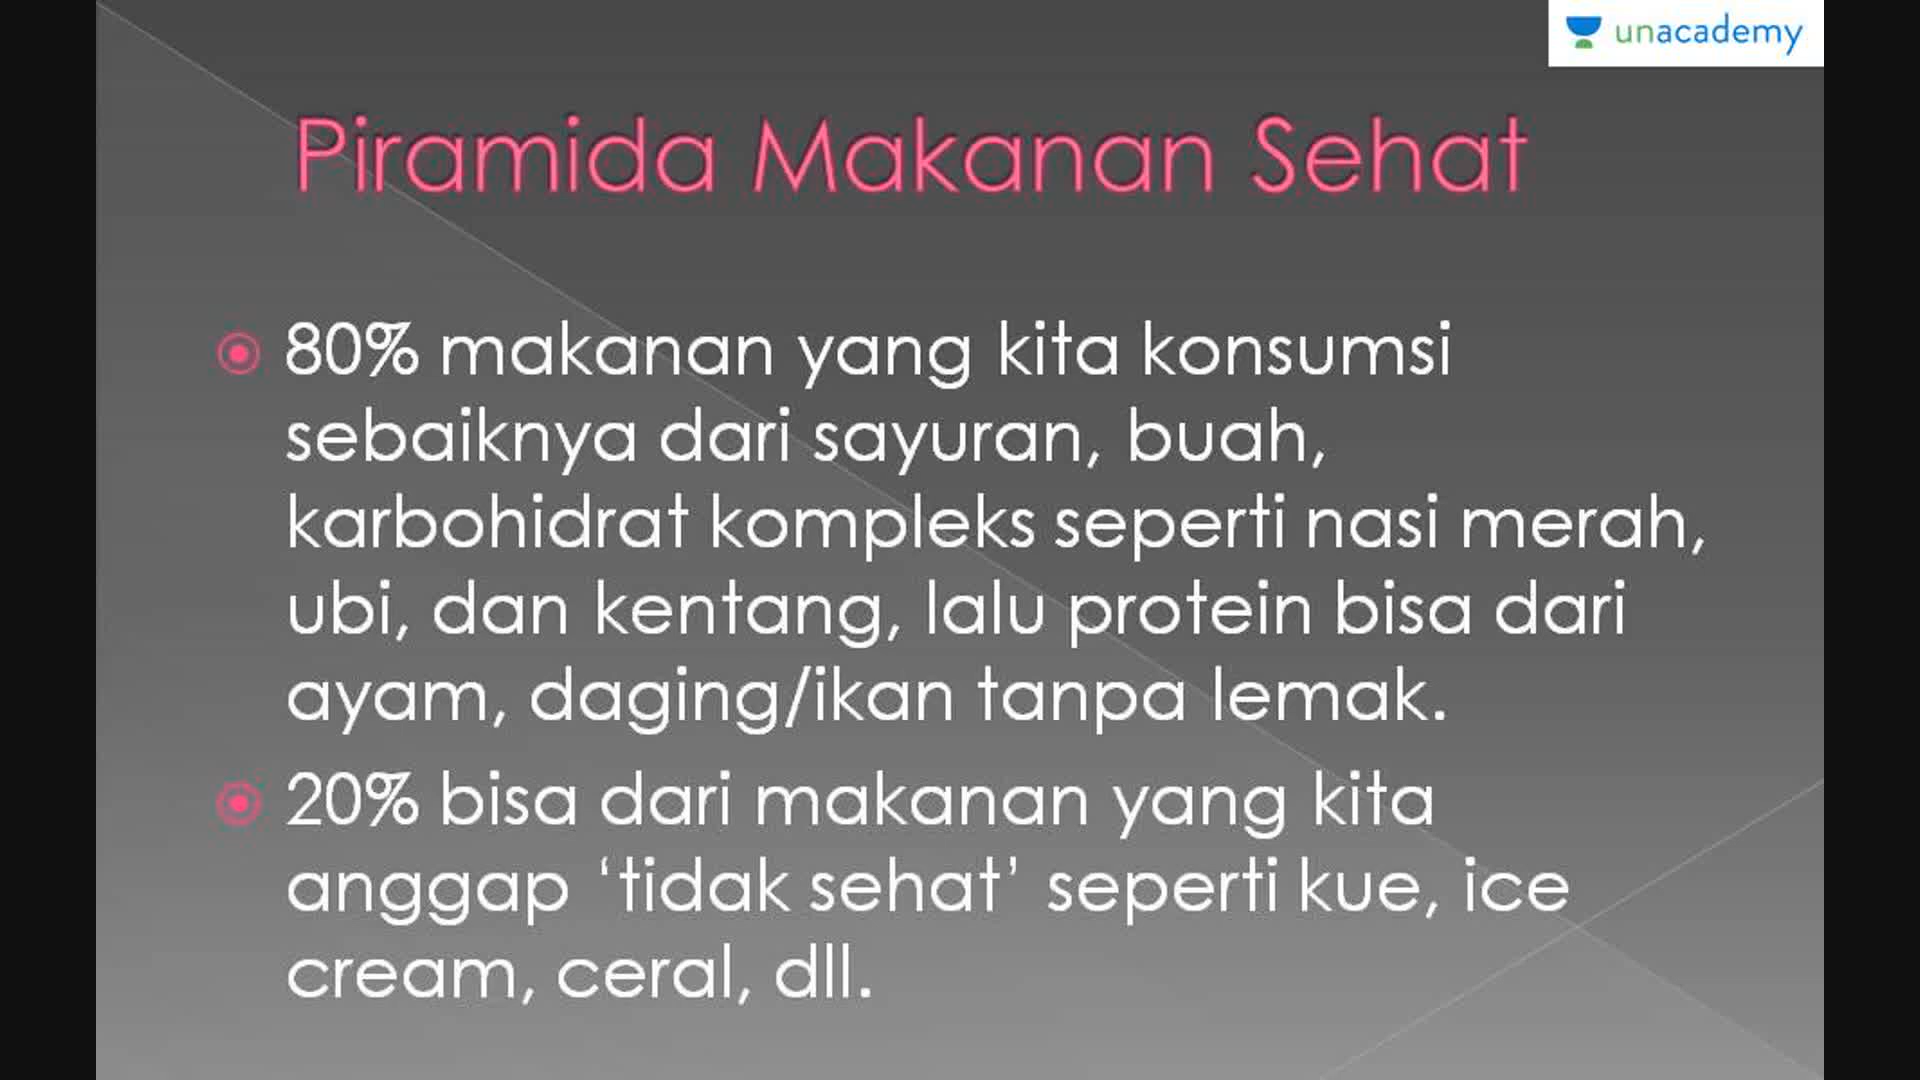 unacademy
Piramida Makanan Sehat
80% makanan yang kita konsumsi
sebaiknya dari sayuran, buah,
karbohidrat kompleks seperti nasi merah,
ubi, dan kentang, lalu protein bisa dari
ayam, daging/ikan tanpa lemak.
20% bisa dari makanan yang kita
anggap ‘tidak sehat’ seperti kue, ice
cream, ceral, dll.